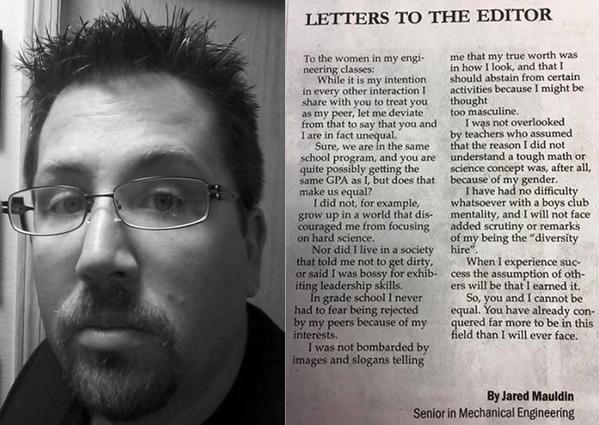 LETTERS TO THE EDITOR
To the women in my engi-
neering classes:
While it is my intention
in every other interaction I
share with you to treat you
as my peer, let me deviate
from that to say that you and
I are in fact unequal.
Sure, we are in the same
school program, and you are
quite possibly getting the
same GPA as I, but does that
make us equal?
I did not, for example,
grow up in a world that dis-
couraged me from focusing
on hard science.
Nor did I live in a society
that told me not to get dirty,
or said I was bossy for exhib-
iting leadership skills.
In grade school I never
had to fear being rejected
by my peers because of my
interests.
I was not bombarded by
images and slogans telling
me that my true worth was
in how I look, and that I
should abstain from certain
activities because I might be
thought
too masculine.
I was not overlooked
by teachers who assumed
that the reason I did not
understand a tough math or
science concept was, after all,
because of my gender.
I have had no difficulty
whatsoever with a boys club
mentality, and I will not face
added scrutiny or remarks
of my being the "diversity
hire".
When I experience suc-
cess the assumption of oth-
ers will be that I earned it.
So, you and I cannot be
equal. You have already con-
quered far more to be in this
field than I will ever face.
By Jared Mauldin
Senior in Mechanical Engineering